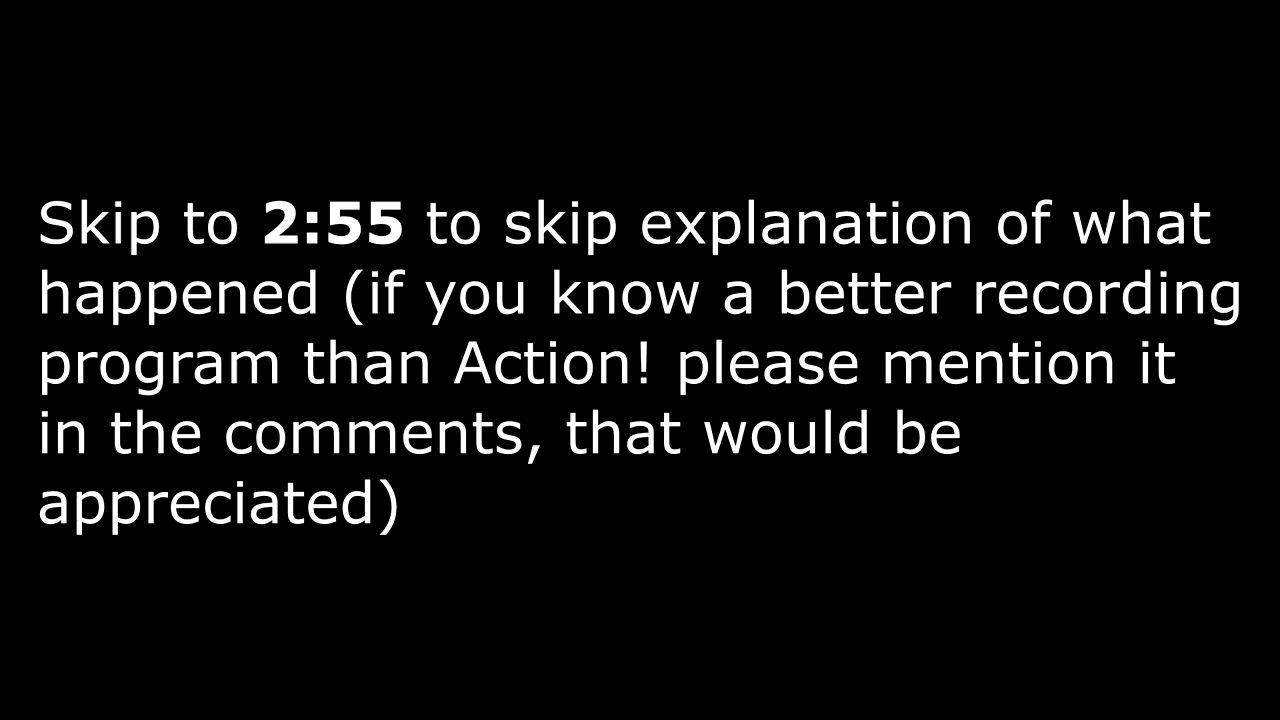 Skip to 2:55 to skip explanation of what
happened (if you know a better recording
program than Action! please mention it
in the comments, that would be
appreciated)